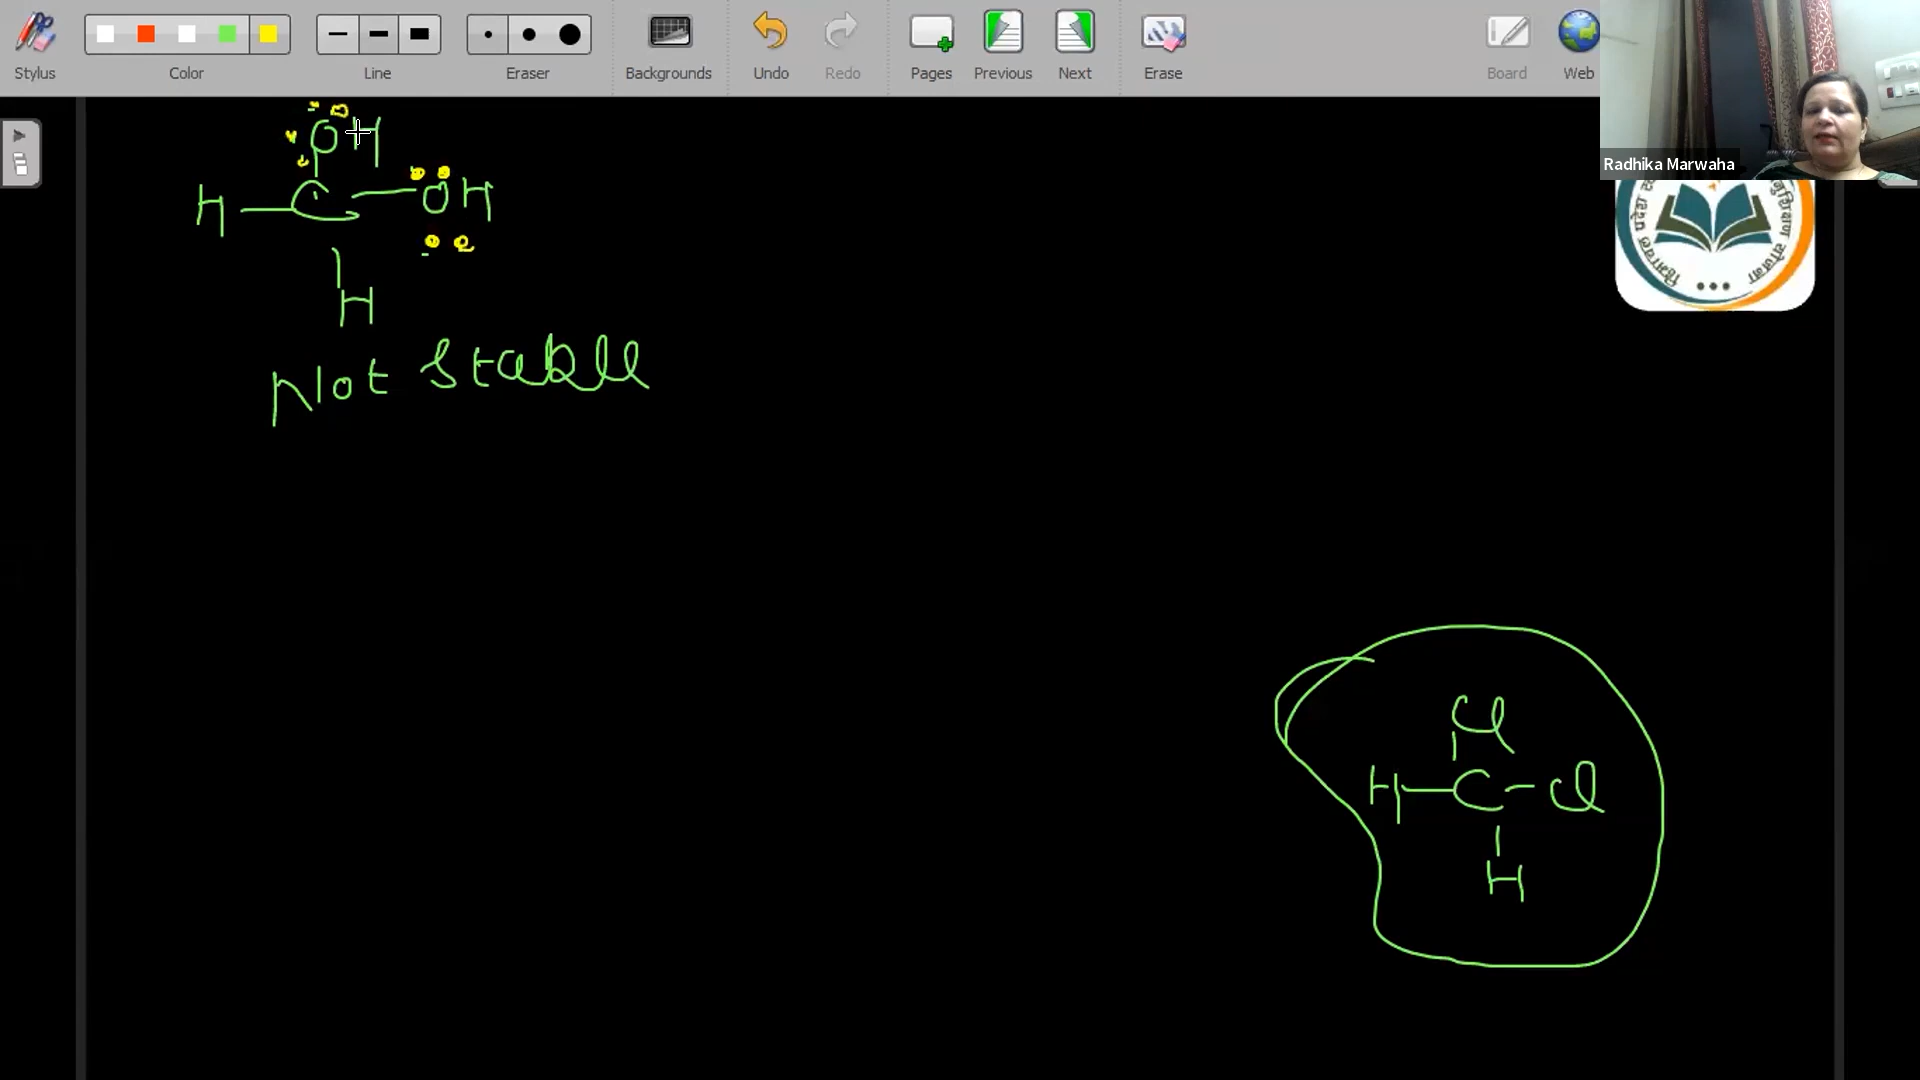 Stylus
Color
Line
Eraser
Backgrounds
Undo
Redo
Pages
Previous
Next
Erase
Board
Web
Radhika Marwaha
OH
H C OH
H
Not Stable
Cl
H C Cl
H